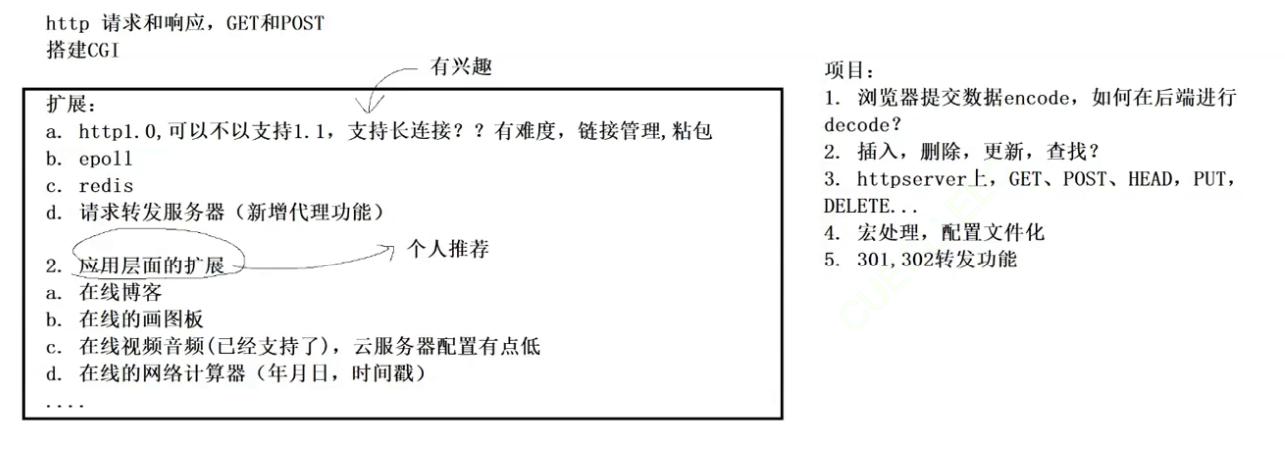 http 请求和响应，GET和POST
搭建CGI
有兴趣
扩展：
a. http1.0,可以不以支持1.1，支持长连接？？有难度，链接管理,粘包
b. epoll
c. redis
d. 请求转发服务器（新增代理功能）
个人推荐
2. 应用层面的扩展
a. 在线博客
b. 在线的画图板
c. 在线视频音频(已经支持了)，云服务器配置有点低
d. 在线的网络计算器（年月日，时间戳）
....
项目：
1. 浏览器提交数据encode，如何在后端进行
decode？
2. 插入，删除，更新，查找？
3. httpserver上，GET、POST、HEAD，PUT，
DELETE...
4. 宏处理，配置文件化
5. 301,302转发功能